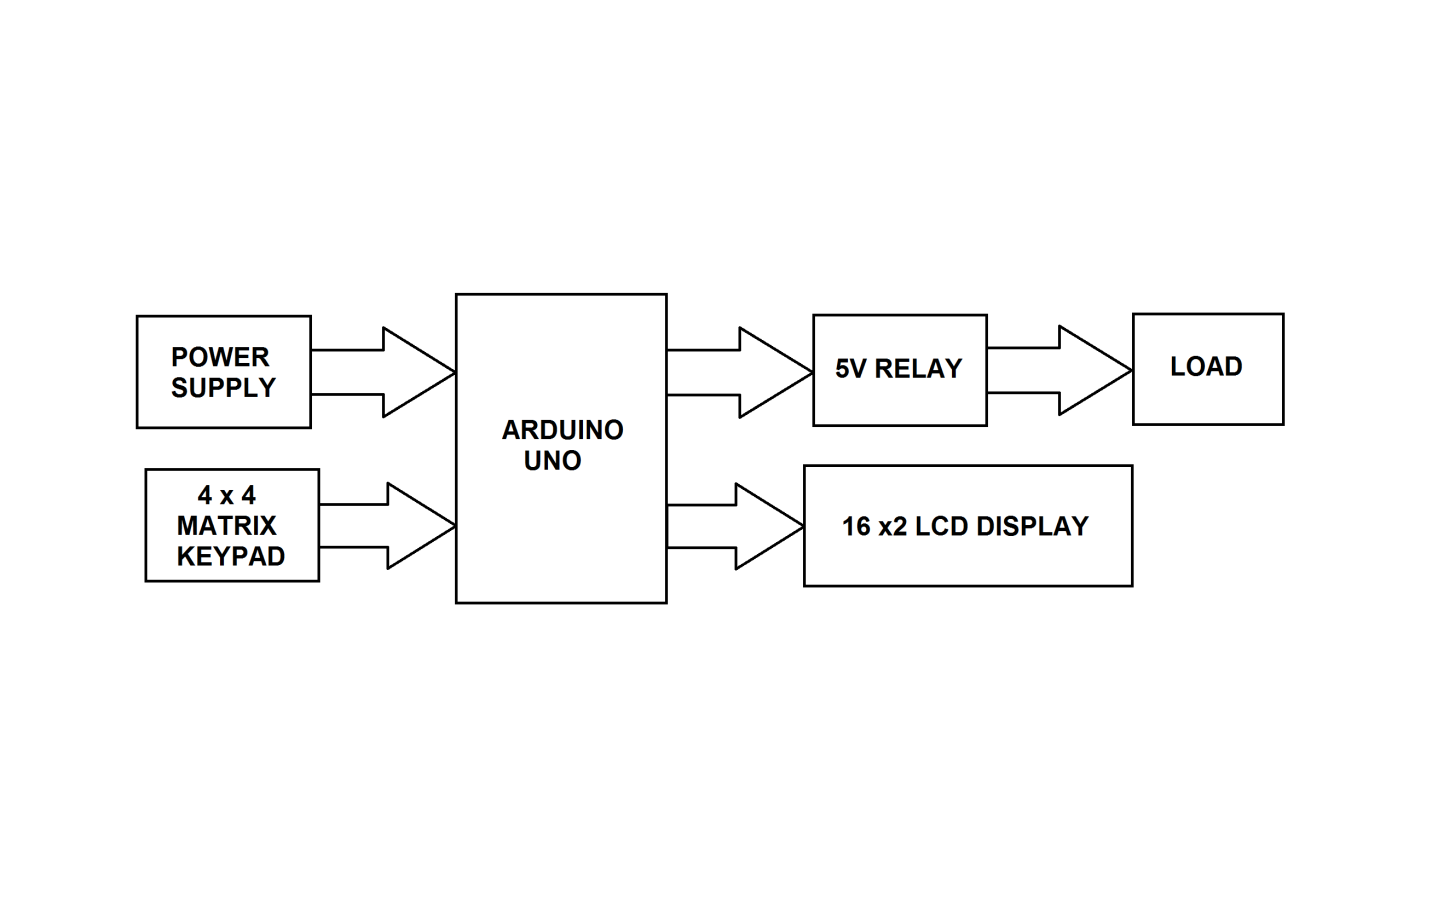 POWER
SUPPLY
4 x 4
MATRIX
KEYPAD
ARDUINO
UNO
5V RELAY
LOAD
16 x2 LCD DISPLAY